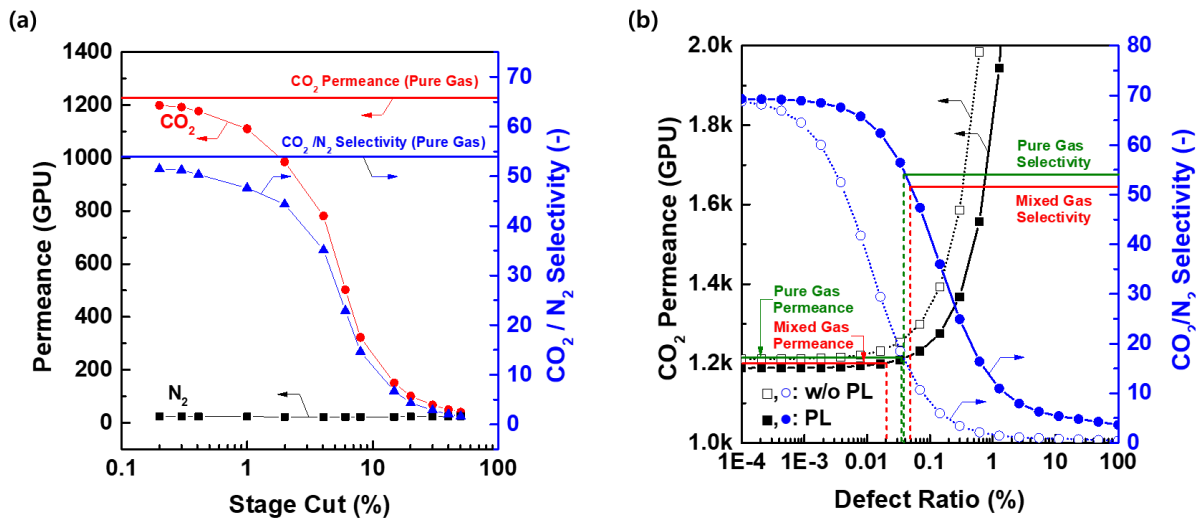 (a)
1400
1200
1000
800
600
400
200
0
Permeance (GPU)
CO2 Permeance (Pure Gas)
CO2
CO2 /N2 Selectivity (Pure Gas)
N2
70
60
50
40
30
20
10
0
CO2 / N2 Selectivity (-)
0.1
1
10
100
Stage Cut (%)
(b)
2.0k
1.8k
1.6k
1.4k
1.2k
1.0k
CO2 Permeance (GPU)
Pure Gas
Selectivity
Mixed Gas
Selectivity
Pure Gas
Permeance
Mixed Gas
Permeance
□,○: w/o PL
■,●: PL
80
70
60
50
40
30
20
10
0
CO2/N2 Selectivity (-)
1E-4
1E-3
0.01
0.1
1
10
100
Defect Ratio (%)